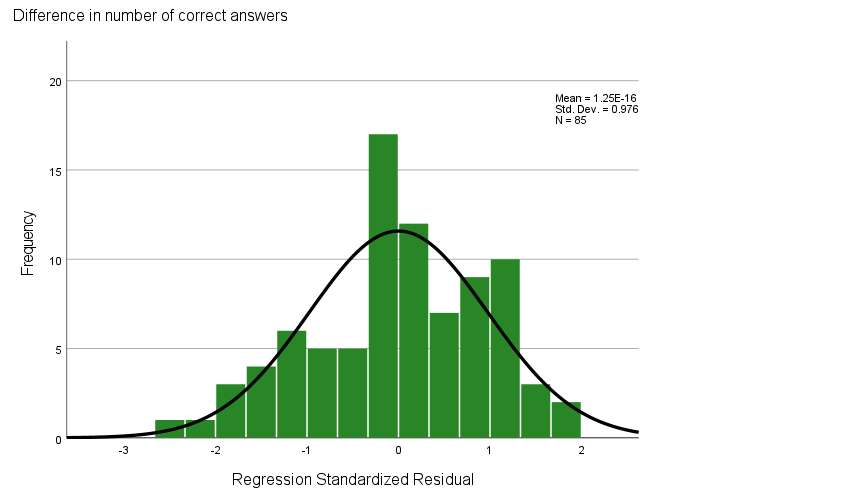 Difference in number of correct answers
Mean = 1.25E-16
Std. Dev. = 0.976
N = 85
20
15
10
5
0
Frequency
-3
-2
-1
0
1
2
Regression Standardized Residual